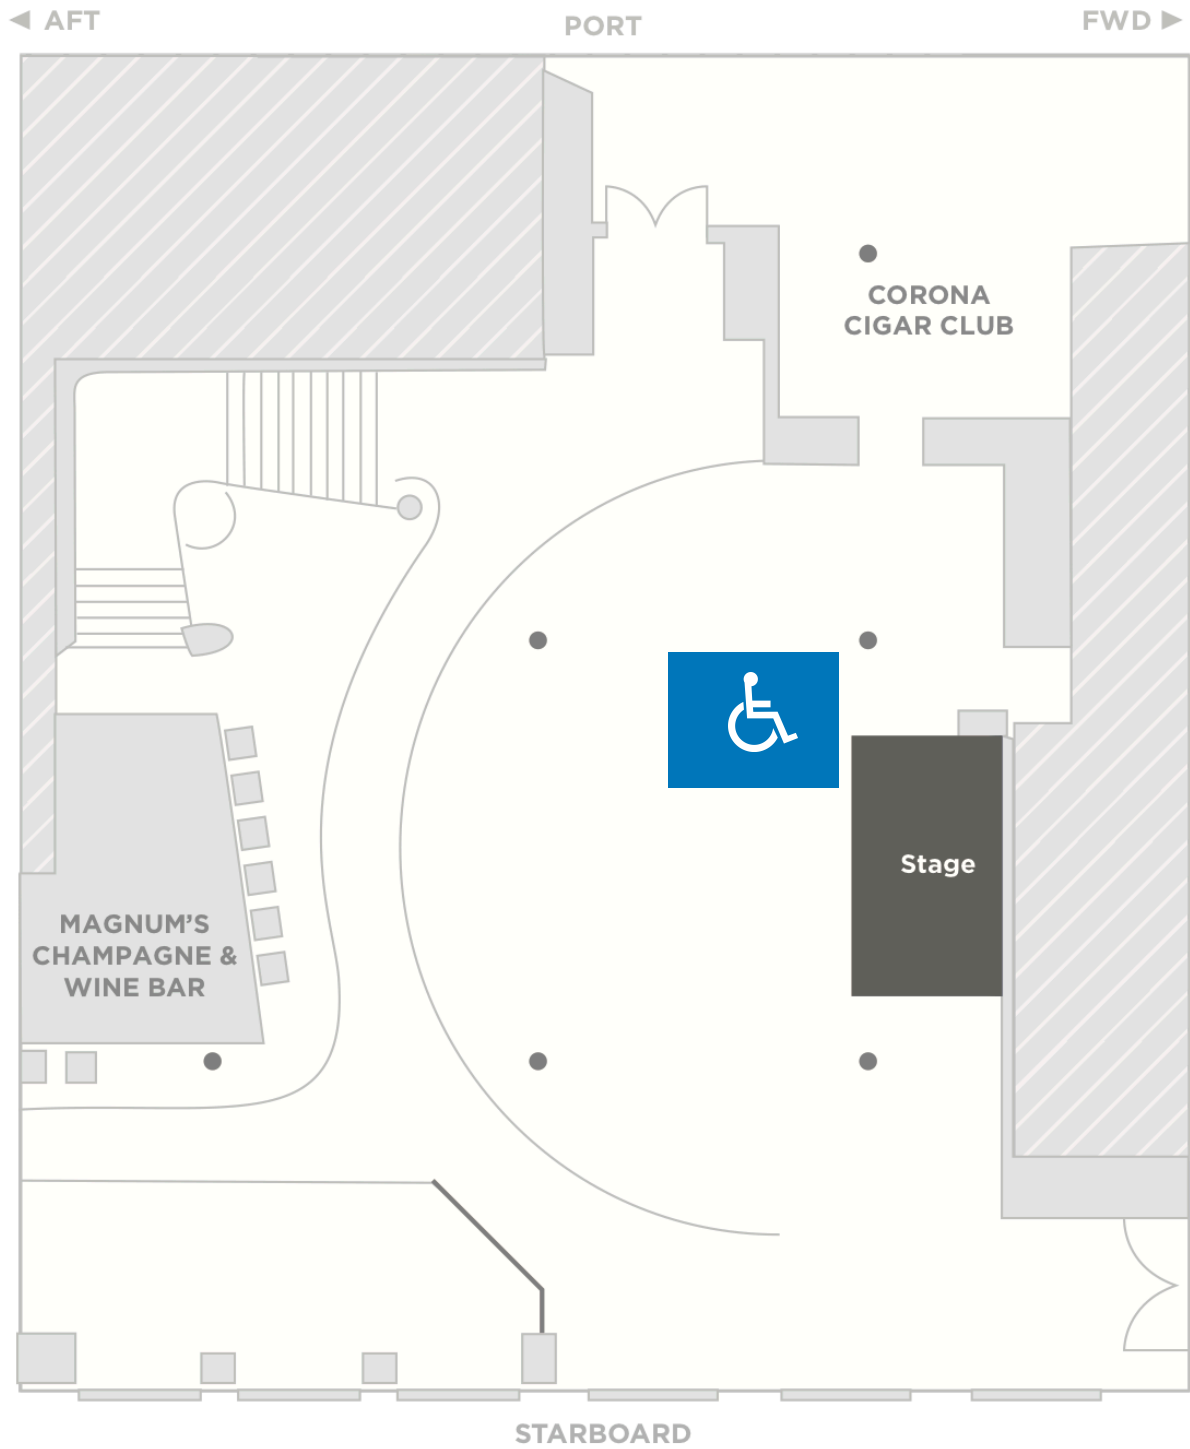 AFT
PORT
FWD
CORONA
CIGAR CLUB
Stage
MAGNUM’S
CHAMPAGNE &
WINE BAR
STARBOARD